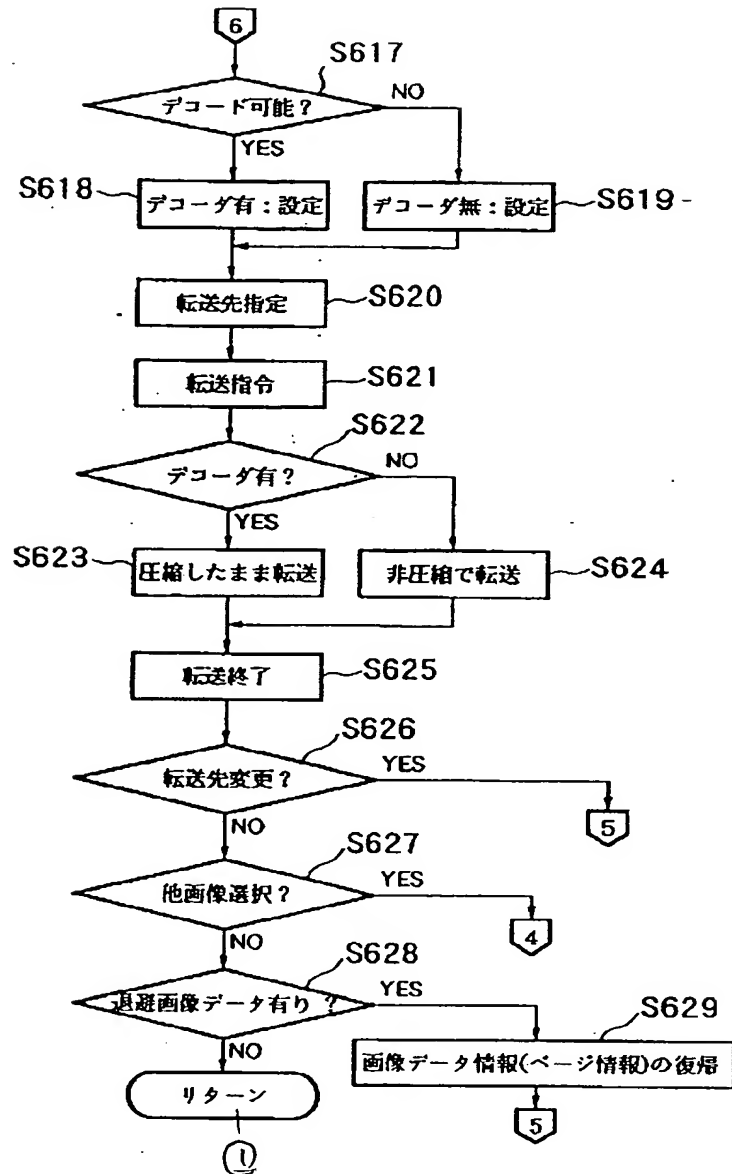 6
S617
デコード可能?
NO
YES
S618
デコーダ有:設定
デコーダ無:設定
S619
転送先指定
S620
転送指令
S621
S622
デコーダ有?
NO
YES
S623
圧縮したまま転送
非圧縮で転送
S624
転送終了
S625
S626
転送先変更?
YES
5
NO
S627
他画像選択?
YES
4
NO
S628
退避画像データ有り?
YES
S629
NO
画像データ情報(ページ情報)の復帰
リターン
5
1